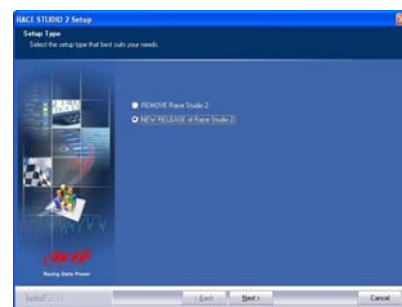 RACE STUDIO 2 Setup
Setup Type
Select the setup type that best suits your needs.
REMOVE Race Studio 2
NEW RELEASE of Race Studio 2
Racing Data Power
< Back
Next >
Cancel